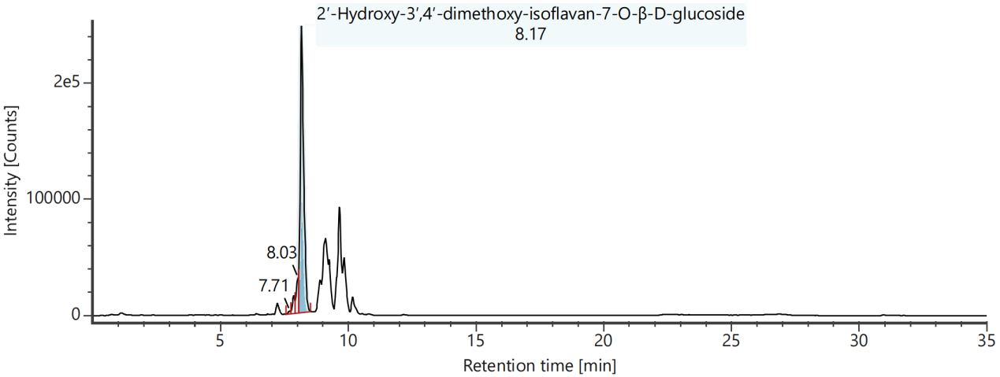 2′-Hydroxy-3′,4′-dimethoxy-isoflavan-7-O-β-D-glucoside
8.17
2e5
100000
0
Intensity [Counts]
8.03
7.71
5 10 15 20 25 30 35
Retention time [min]